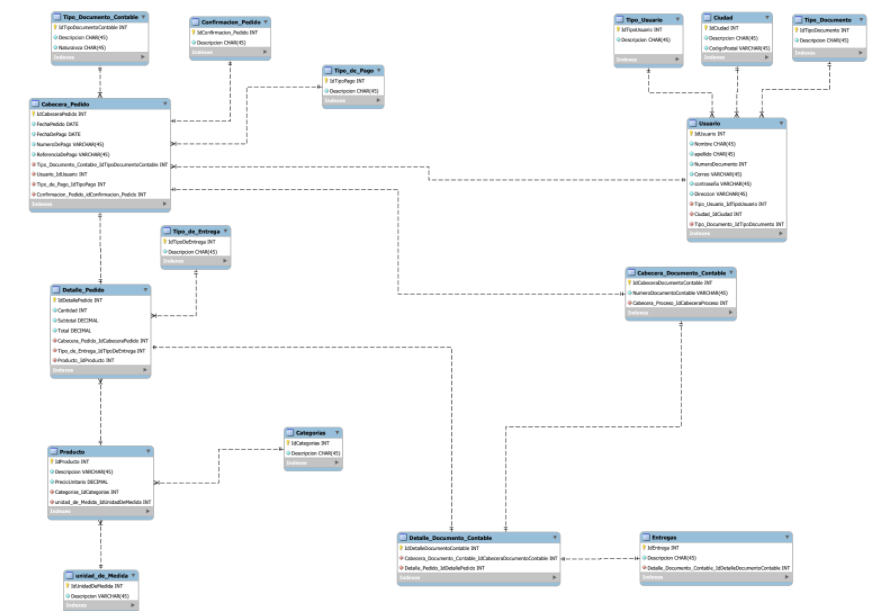 Tipo_Documento_Contable
IdTipoDocumentoContable INT
Descripcion CHAR(45)
Naturaleza CHAR(45)
Indexes
Confirmacion_Pedido
IdConfirmacion_Pedido INT
Descripcion CHAR(45)
Indexes
Tipo_de_Pago
IdTipoPago INT
Descripcion CHAR(45)
Indexes
Tipo_Usuario
IdTipoUsuario INT
Descripcion CHAR(45)
Indexes
Ciudad
IdCiudad INT
Descripcion CHAR(45)
CodigoPostal VARCHAR(45)
Indexes
Tipo_Documento
IdTipoDocumento INT
Descripcion CHAR(45)
Indexes
Cabecera_Pedido
IdCabeceraPedido INT
FechaPedido DATE
FechaDePago DATE
NumeroDePago VARCHAR(45)
ReferenciaDePago VARCHAR(45)
Tipo_Documento_Contable_IdTipoDocumentoContable INT
Usuario_IdUsuario INT
Tipo_de_Pago_IdTipoPago INT
Confirmacion_Pedido_idConfirmacion_Pedido INT
Indexes
Usuario
IdUsuario INT
Nombre CHAR(45)
apellido CHAR(45)
NumeroDocumento INT
Correo VARCHAR(45)
contraseña VARCHAR(45)
Direccion VARCHAR(45)
Tipo_Usuario_IdTipoUsuario INT
Ciudad_IdCiudad INT
Tipo_Documento_IdTipoDocumento INT
Indexes
Tipo_de_Entrega
IdTipoDeEntrega INT
Descripcion CHAR(45)
Indexes
Cabecera_Documento_Contable
IdCabeceraDocumentoContable INT
NumeroDocumentoContable VARCHAR(45)
Cabecera_Proceso_IdCabeceraProceso INT
Indexes
Detalle_Pedido
IdDetallePedido INT
Cantidad INT
Subtotal DECIMAL
Total DECIMAL
Cabecera_Pedido_IdCabeceraPedido INT
Tipo_de_Entrega_IdTipoDeEntrega INT
Producto_IdProducto INT
Indexes
Categorias
IdCategorias INT
Descripcion CHAR(45)
Indexes
Producto
IdProducto INT
Descripcion VARCHAR(45)
PrecioUnitario DECIMAL
Categorias_IdCategorias INT
unidad_de_Medida_IdUnidadDeMedida INT
Indexes
Detalle_Documento_Contable
IdDetalleDocumentoContable INT
Cabecera_Documento_Contable_IdCabeceraDocumentoContable INT
Detalle_Pedido_IdDetallePedido INT
Indexes
Entregas
IdEntrega INT
Descripcion CHAR(45)
Detalle_Documento_Contable_IdDetalleDocumentoContable INT
Indexes
unidad_de_Medida
IdUnidadDeMedida INT
Descripcion VARCHAR(45)
Indexes